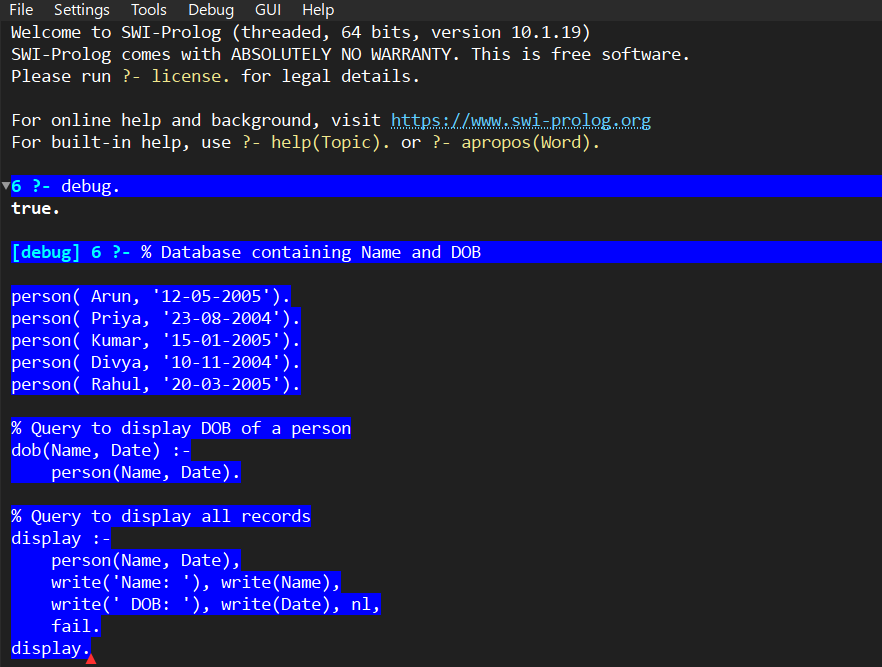 File Settings Tools Debug GUI Help
Welcome to SWI-Prolog (threaded, 64 bits, version 10.1.19)
SWI-Prolog comes with ABSOLUTELY NO WARRANTY. This is free software.
Please run ?- license. for legal details.
For online help and background, visit https://www.swi-prolog.org
For built-in help, use ?- help(Topic). or ?- apropos(Word).
6 ?- debug.
true.
[debug] 6 ?- % Database containing Name and DOB
person( Arun, '12-05-2005').
person( Priya, '23-08-2004').
person( Kumar, '15-01-2005').
person( Divya, '10-11-2004').
person( Rahul, '20-03-2005').
% Query to display DOB of a person
dob(Name, Date) :-
    person(Name, Date).
% Query to display all records
display :-
    person(Name, Date),
    write('Name: '), write(Name),
    write(' DOB: '), write(Date), nl,
    fail.
display.